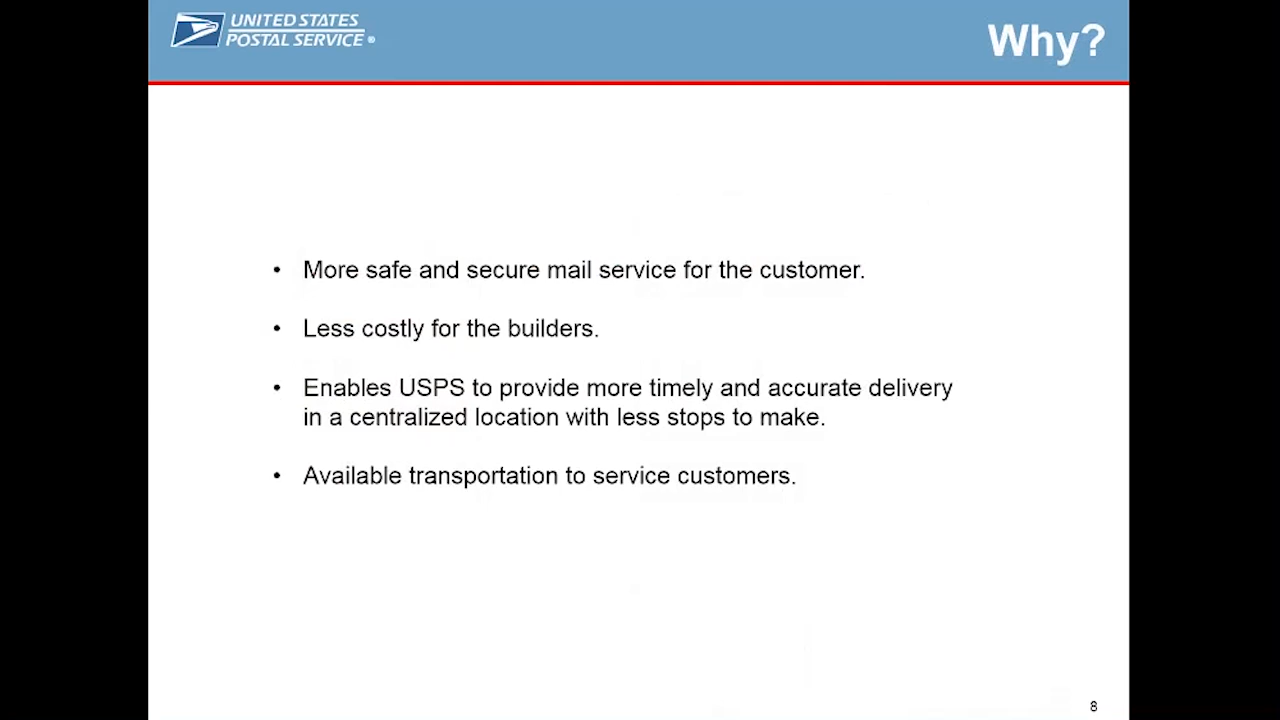 UNITED STATES
POSTAL SERVICE®
Why?
• More safe and secure mail service for the customer.
• Less costly for the builders.
• Enables USPS to provide more timely and accurate delivery
in a centralized location with less stops to make.
• Available transportation to service customers.
8